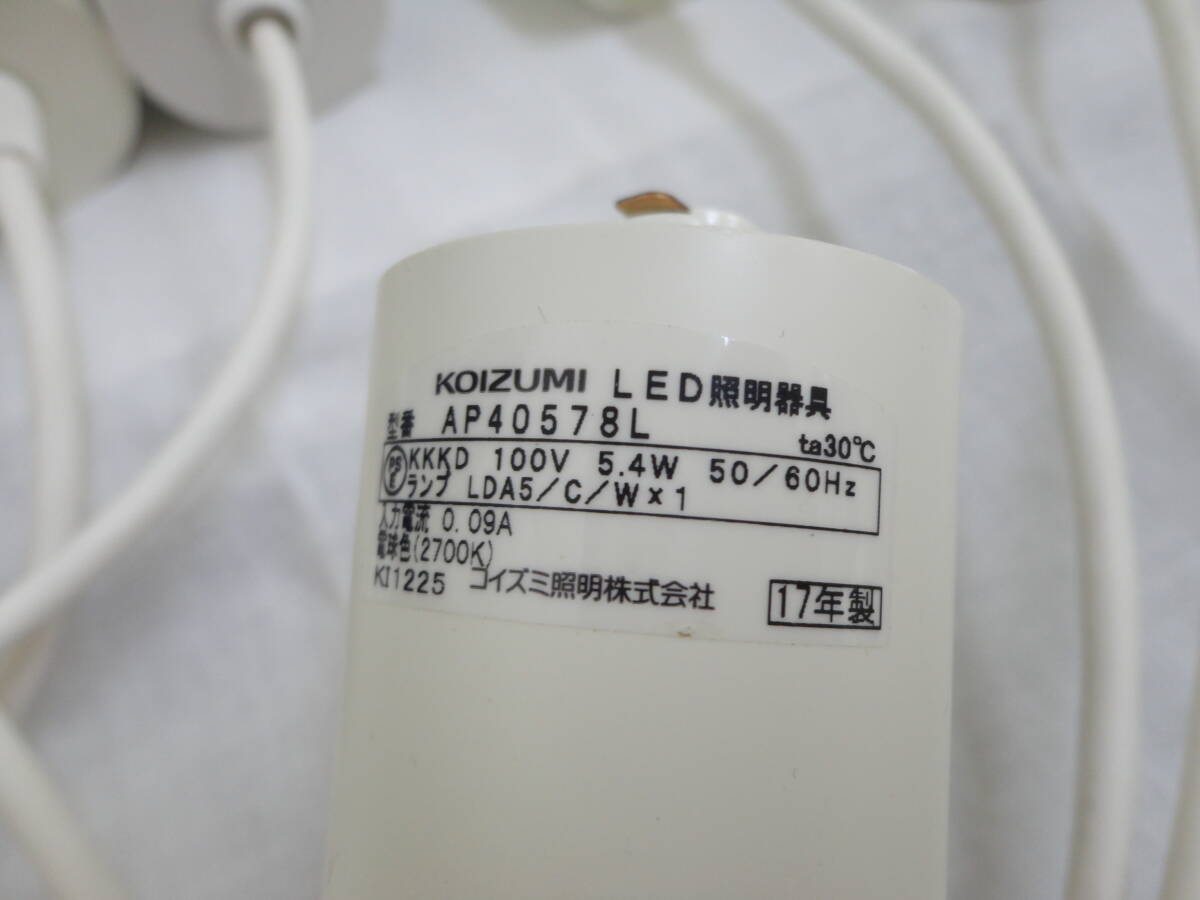 KOIZUMI LED照明器具
型番 AP40578L
ta30℃
PSE KKKD 100V 5.4W 50/60Hz
ランプ LDA5/C/W×1
入力電流 0.09A
電球色(2700K)
KI1225 コイズミ照明株式会社
17年製